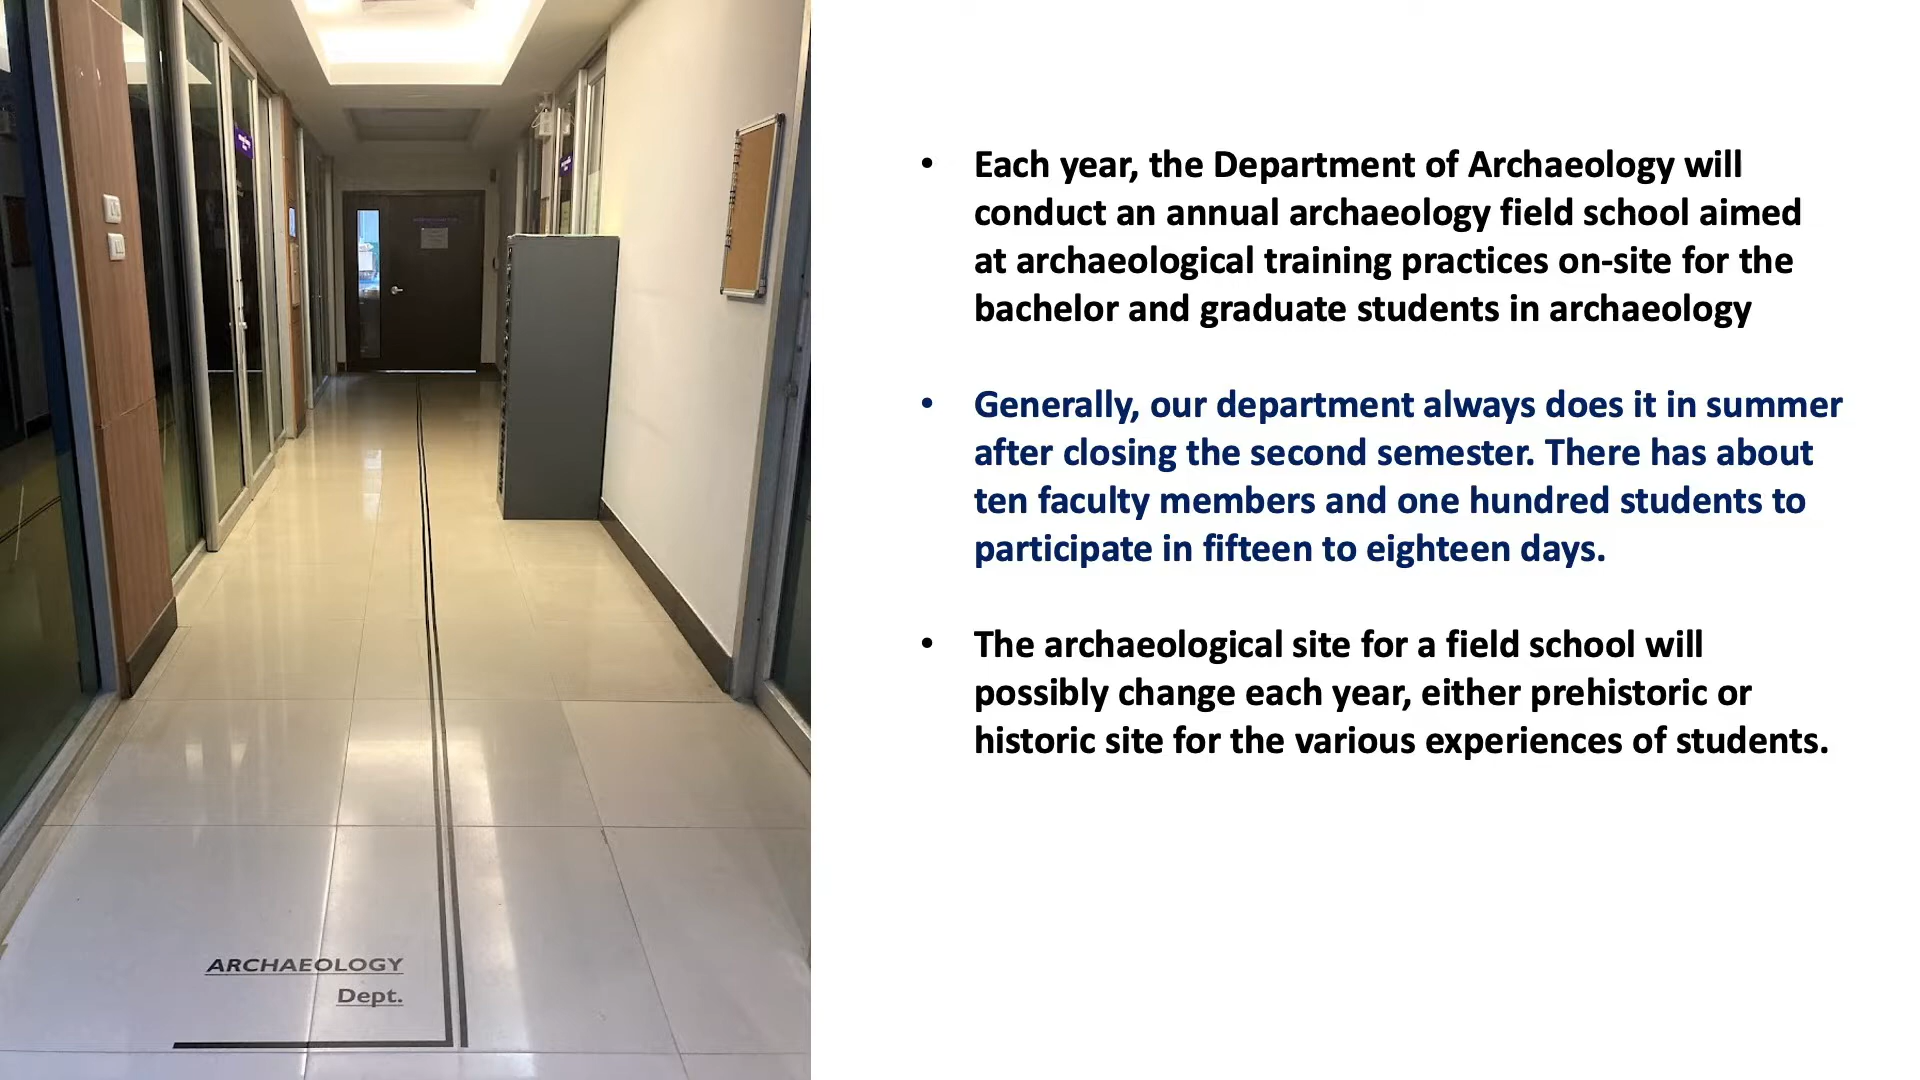 • Each year, the Department of Archaeology will
conduct an annual archaeology field school aimed
at archaeological training practices on-site for the
bachelor and graduate students in archaeology
• Generally, our department always does it in summer
after closing the second semester. There has about
ten faculty members and one hundred students to
participate in fifteen to eighteen days.
• The archaeological site for a field school will
possibly change each year, either prehistoric or
historic site for the various experiences of students.
ARCHAEOLOGY
Dept.